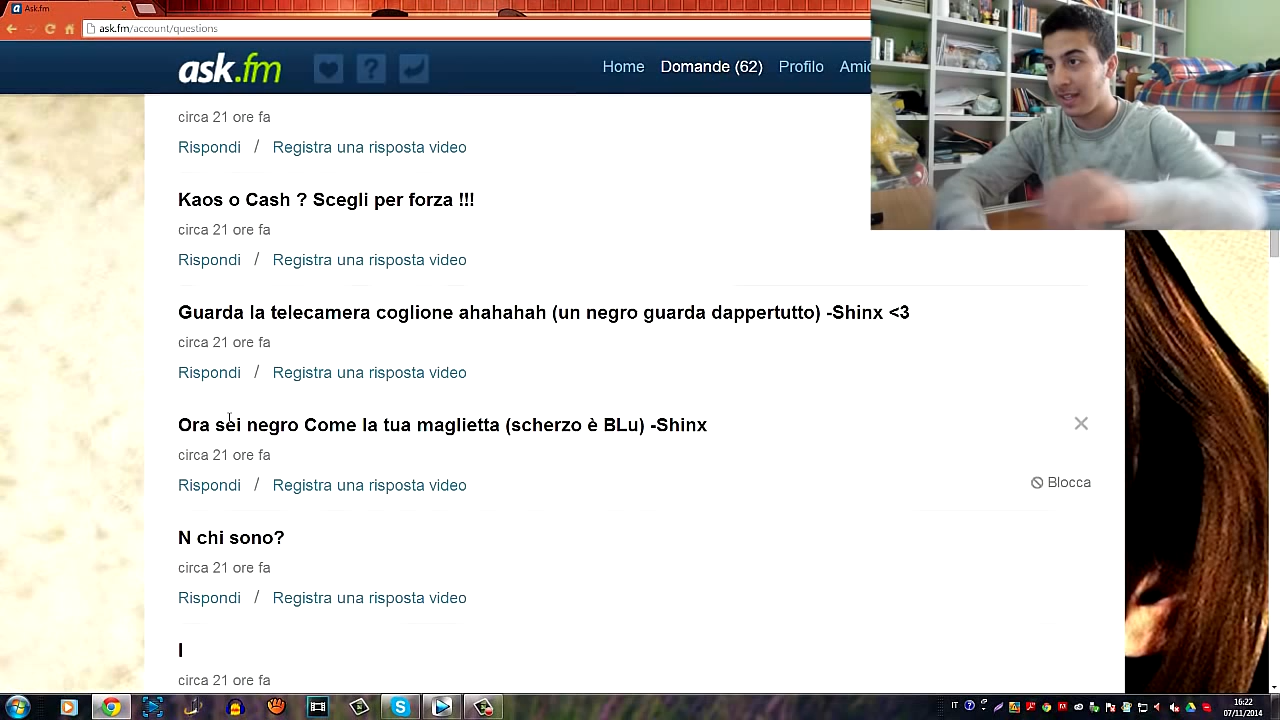 Ask.fm
ask.fm/account/questions
ask.fm
Home
Domande (62)
Profilo
circa 21 ore fa
Rispondi / Registra una risposta video
Kaos o Cash ? Scegli per forza !!!
circa 21 ore fa
Rispondi / Registra una risposta video
Guarda la telecamera coglione ahahahah (un negro guarda dappertutto) -Shinx <3
circa 21 ore fa
Rispondi / Registra una risposta video
Ora sei negro Come la tua maglietta (scherzo è BLu) -Shinx
circa 21 ore fa
Rispondi / Registra una risposta video
Blocca
N chi sono?
circa 21 ore fa
Rispondi / Registra una risposta video
I
circa 21 ore fa
IT
16:22
07/11/2014